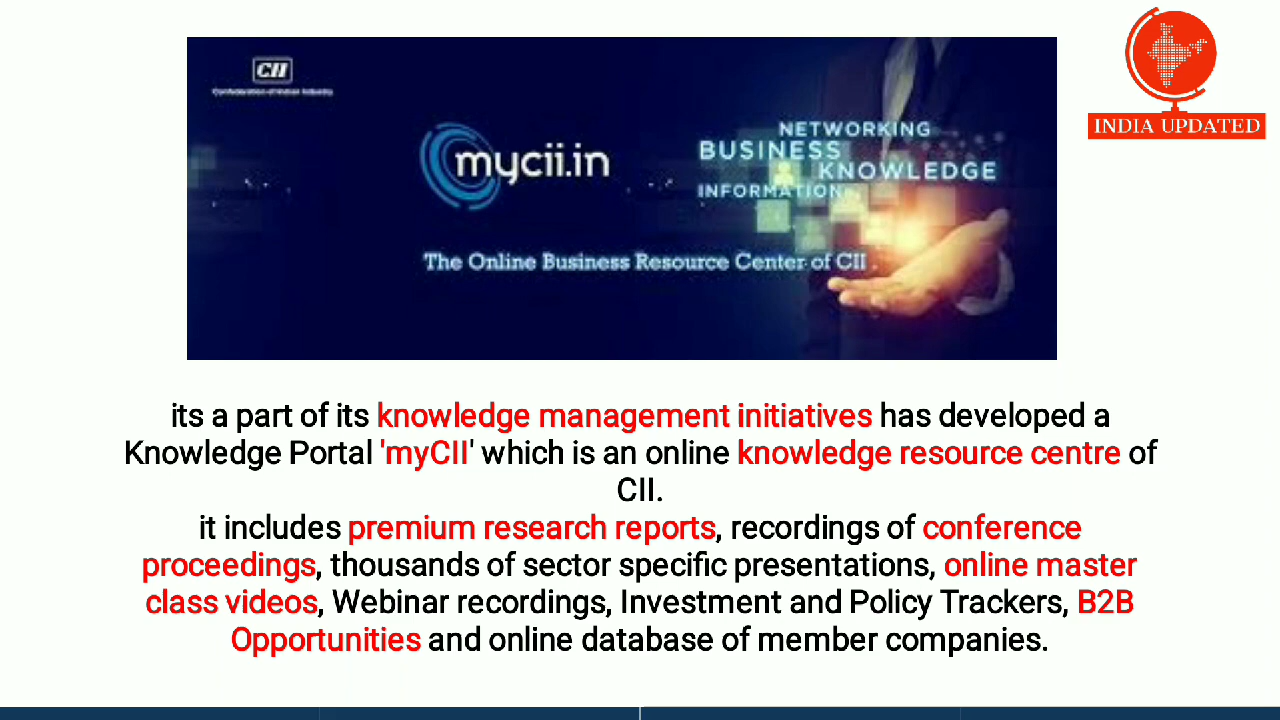 CII
Confederation of Indian Industry
INDIA UPDATED
mycii.in
NETWORKING
BUSINESS
KNOWLEDGE
INFORMATION
The Online Business Resource Center of CII .
its a part of its knowledge management initiatives has developed a
Knowledge Portal 'myCII' which is an online knowledge resource centre of
CII.
it includes premium research reports, recordings of conference
proceedings, thousands of sector specific presentations, online master
class videos, Webinar recordings, Investment and Policy Trackers, B2B
Opportunities and online database of member companies.